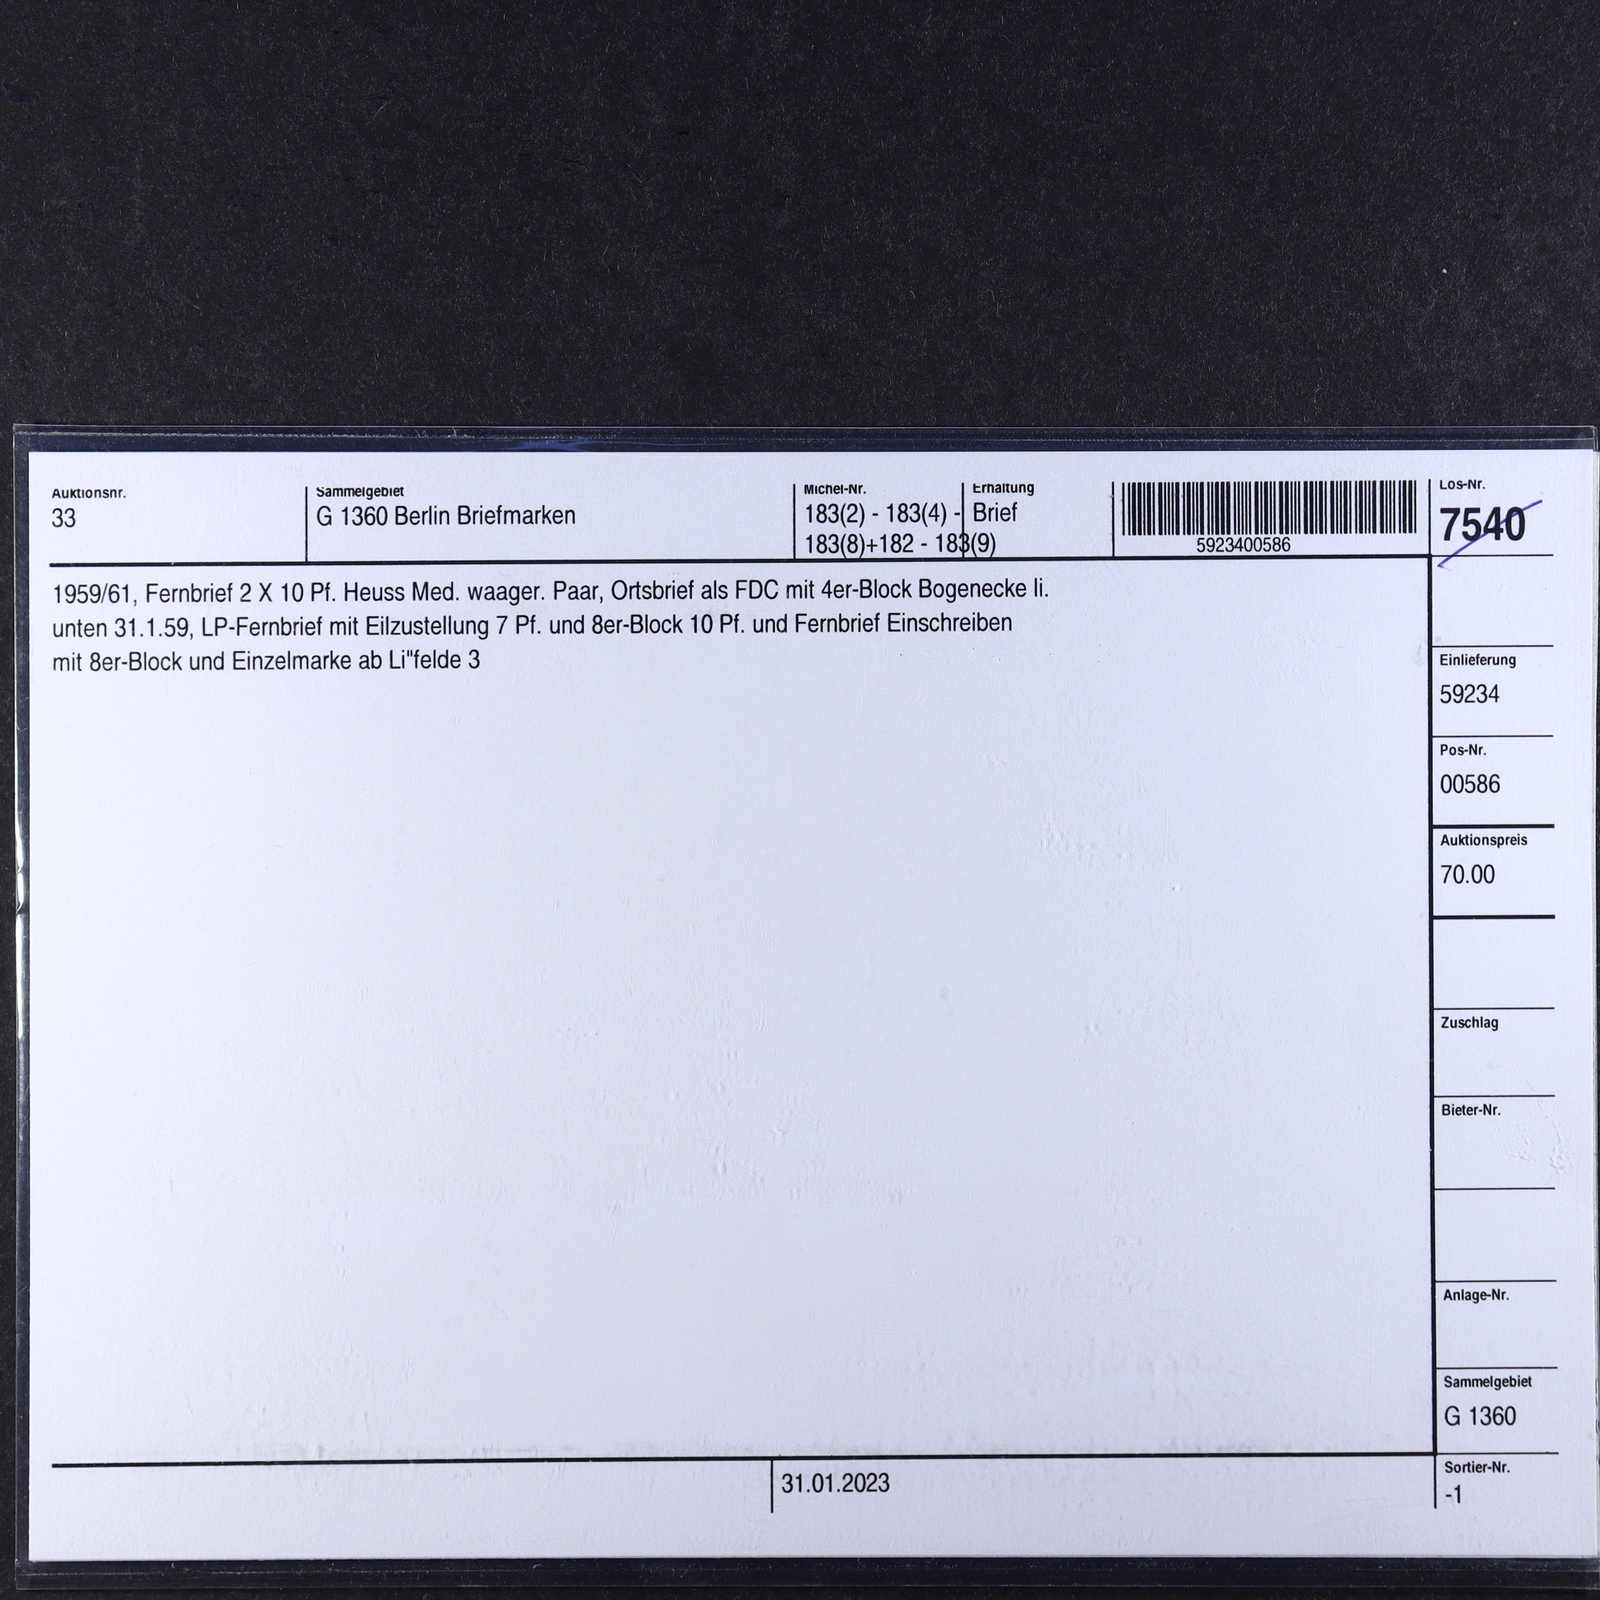 Auktionsnr.
33
Sammelgebiet
G 1360 Berlin Briefmarken
Michel-Nr.
183(2) - 183(4) -
183(8)+182 - 183(9)
Erhaltung
Brief
5923400586
Los-Nr.
7540
1959/61, Fernbrief 2 X 10 Pf. Heuss Med. waager. Paar, Ortsbrief als FDC mit 4er-Block Bogenecke li.
unten 31.1.59, LP-Fernbrief mit Eilzustellung 7 Pf. und 8er-Block 10 Pf. und Fernbrief Einschreiben
mit 8er-Block und Einzelmarke ab Li"felde 3
Einlieferung
59234
Pos-Nr.
00586
Auktionspreis
70.00
Zuschlag
Bieter-Nr.
Anlage-Nr.
Sammelgebiet
G 1360
Sortier-Nr.
-1
31.01.2023